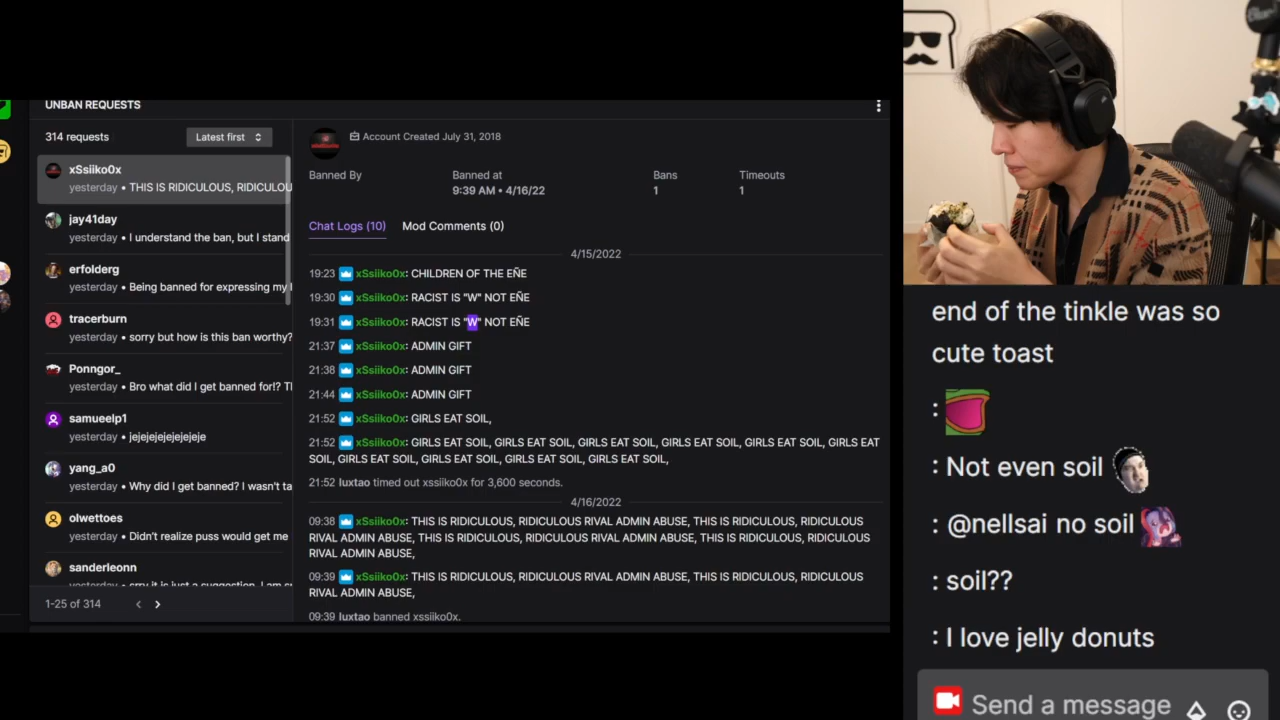 UNBAN REQUESTS
314 requests
Latest first
xSsiiko0x
yesterday • THIS IS RIDICULOUS, RIDICULOU
jay41day
yesterday • I understand the ban, but I stand
erfolderg
yesterday • Being banned for expressing my
tracerburn
yesterday • sorry but how is this ban worthy?
Ponngor_
yesterday • Bro what did I get banned for!? Tl
samueelp1
yesterday • jejejejejejejeje
yang_a0
yesterday • Why did I get banned? I wasn't ta
olwettoes
yesterday • Didn't realize puss would get me
sanderleonn
yesterday • srry it is just a suggestion. I am s
1-25 of 314
Account Created July 31, 2018
Banned By
Banned at
Bans
Timeouts
9:39 AM • 4/16/22
1
1
Chat Logs (10)
Mod Comments (0)
4/15/2022
19:23 xSsiiko0x: CHILDREN OF THE EÑE
19:30 xSsiiko0x: RACIST IS "W" NOT EÑE
19:31 xSsiiko0x: RACIST IS "W" NOT EÑE
21:37 xSsiiko0x: ADMIN GIFT
21:38 xSsiiko0x: ADMIN GIFT
21:44 xSsiiko0x: ADMIN GIFT
21:52 xSsiiko0x: GIRLS EAT SOIL,
21:52 xSsiiko0x: GIRLS EAT SOIL, GIRLS EAT SOIL, GIRLS EAT SOIL, GIRLS EAT SOIL, GIRLS EAT SOIL, GIRLS EAT
SOIL, GIRLS EAT SOIL, GIRLS EAT SOIL, GIRLS EAT SOIL, GIRLS EAT SOIL,
21:52 luxtao timed out xssiiko0x for 3,600 seconds.
4/16/2022
09:38 xSsiiko0x: THIS IS RIDICULOUS, RIDICULOUS RIVAL ADMIN ABUSE, THIS IS RIDICULOUS, RIDICULOUS
RIVAL ADMIN ABUSE, THIS IS RIDICULOUS, RIDICULOUS RIVAL ADMIN ABUSE, THIS IS RIDICULOUS, RIDICULOUS
RIVAL ADMIN ABUSE,
09:39 xSsiiko0x: THIS IS RIDICULOUS, RIDICULOUS RIVAL ADMIN ABUSE, THIS IS RIDICULOUS, RIDICULOUS
RIVAL ADMIN ABUSE,
09:39 luxtao banned xssiiko0x.
end of the tinkle was so
cute toast
:
: Not even soil
: @nellsai no soil
: soil??
: I love jelly donuts
Send a message